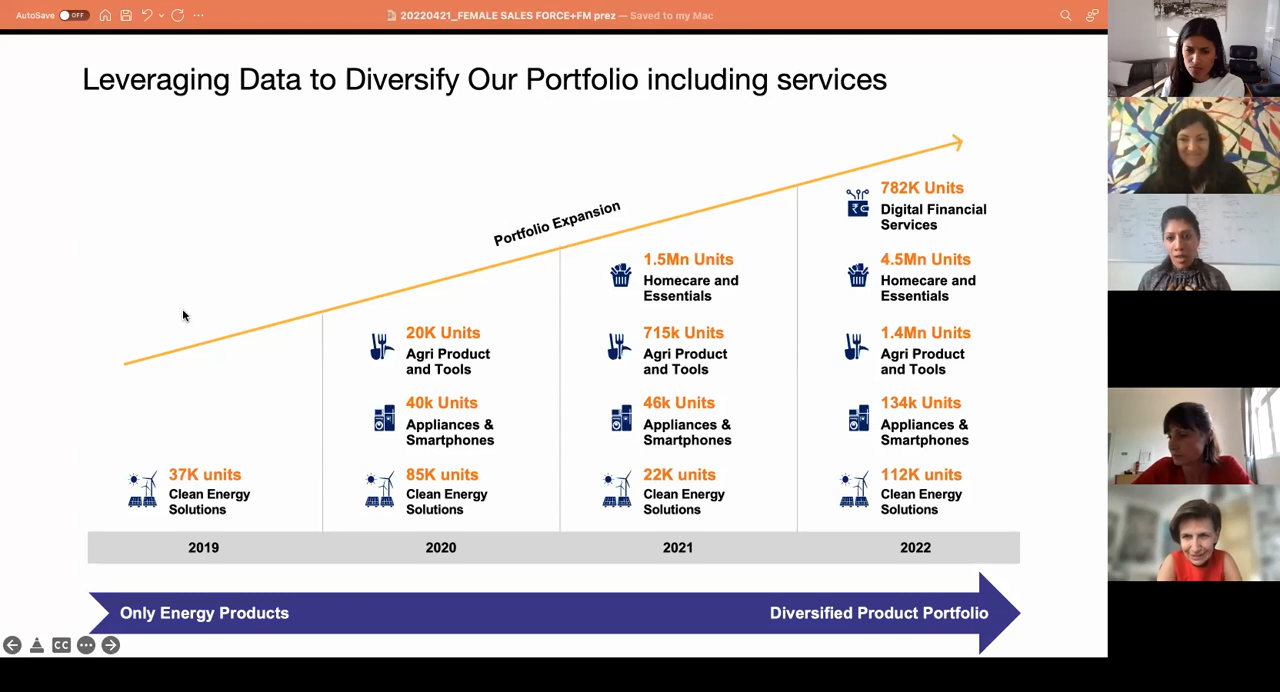 AutoSave OFF
20220421_FEMALE SALES FORCE+FM prez — Saved to my Mac
Leveraging Data to Diversify Our Portfolio including services
Portfolio Expansion
37K units
Clean Energy
Solutions
20K Units
Agri Product
and Tools
40k Units
Appliances &
Smartphones
85K units
Clean Energy
Solutions
1.5Mn Units
Homecare and
Essentials
715k Units
Agri Product
and Tools
46k Units
Appliances &
Smartphones
22K units
Clean Energy
Solutions
782K Units
Digital Financial
Services
4.5Mn Units
Homecare and
Essentials
1.4Mn Units
Agri Product
and Tools
134k Units
Appliances &
Smartphones
112K units
Clean Energy
Solutions
2019
2020
2021
2022
Only Energy Products
Diversified Product Portfolio
CC